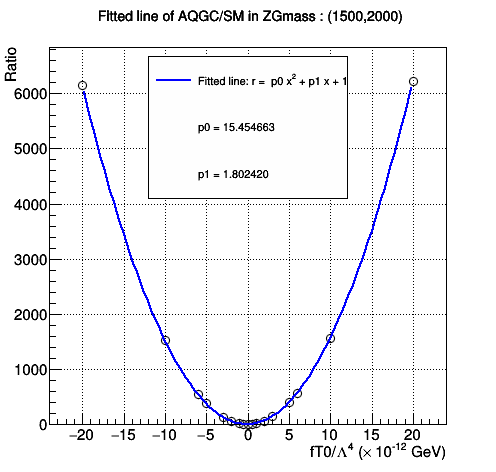 FItted line of AQGC/SM in ZGmass : (1500,2000)
Ratio
Fitted line: r = p0 x² + p1 x + 1
p0 = 15.454663
p1 = 1.802420
6000
5000
4000
3000
2000
1000
0
−20 −15 −10 −5 0 5 10 15 20
fT0/Λ⁴ (× 10⁻¹² GeV)